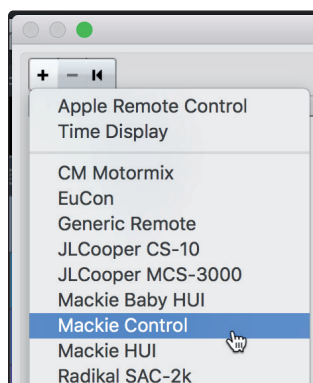 Apple Remote Control
Time Display
CM Motormix
EuCon
Generic Remote
JLCooper CS-10
JLCooper MCS-3000
Mackie Baby HUI
Mackie Control
Mackie HUI
Radikal SAC-2k